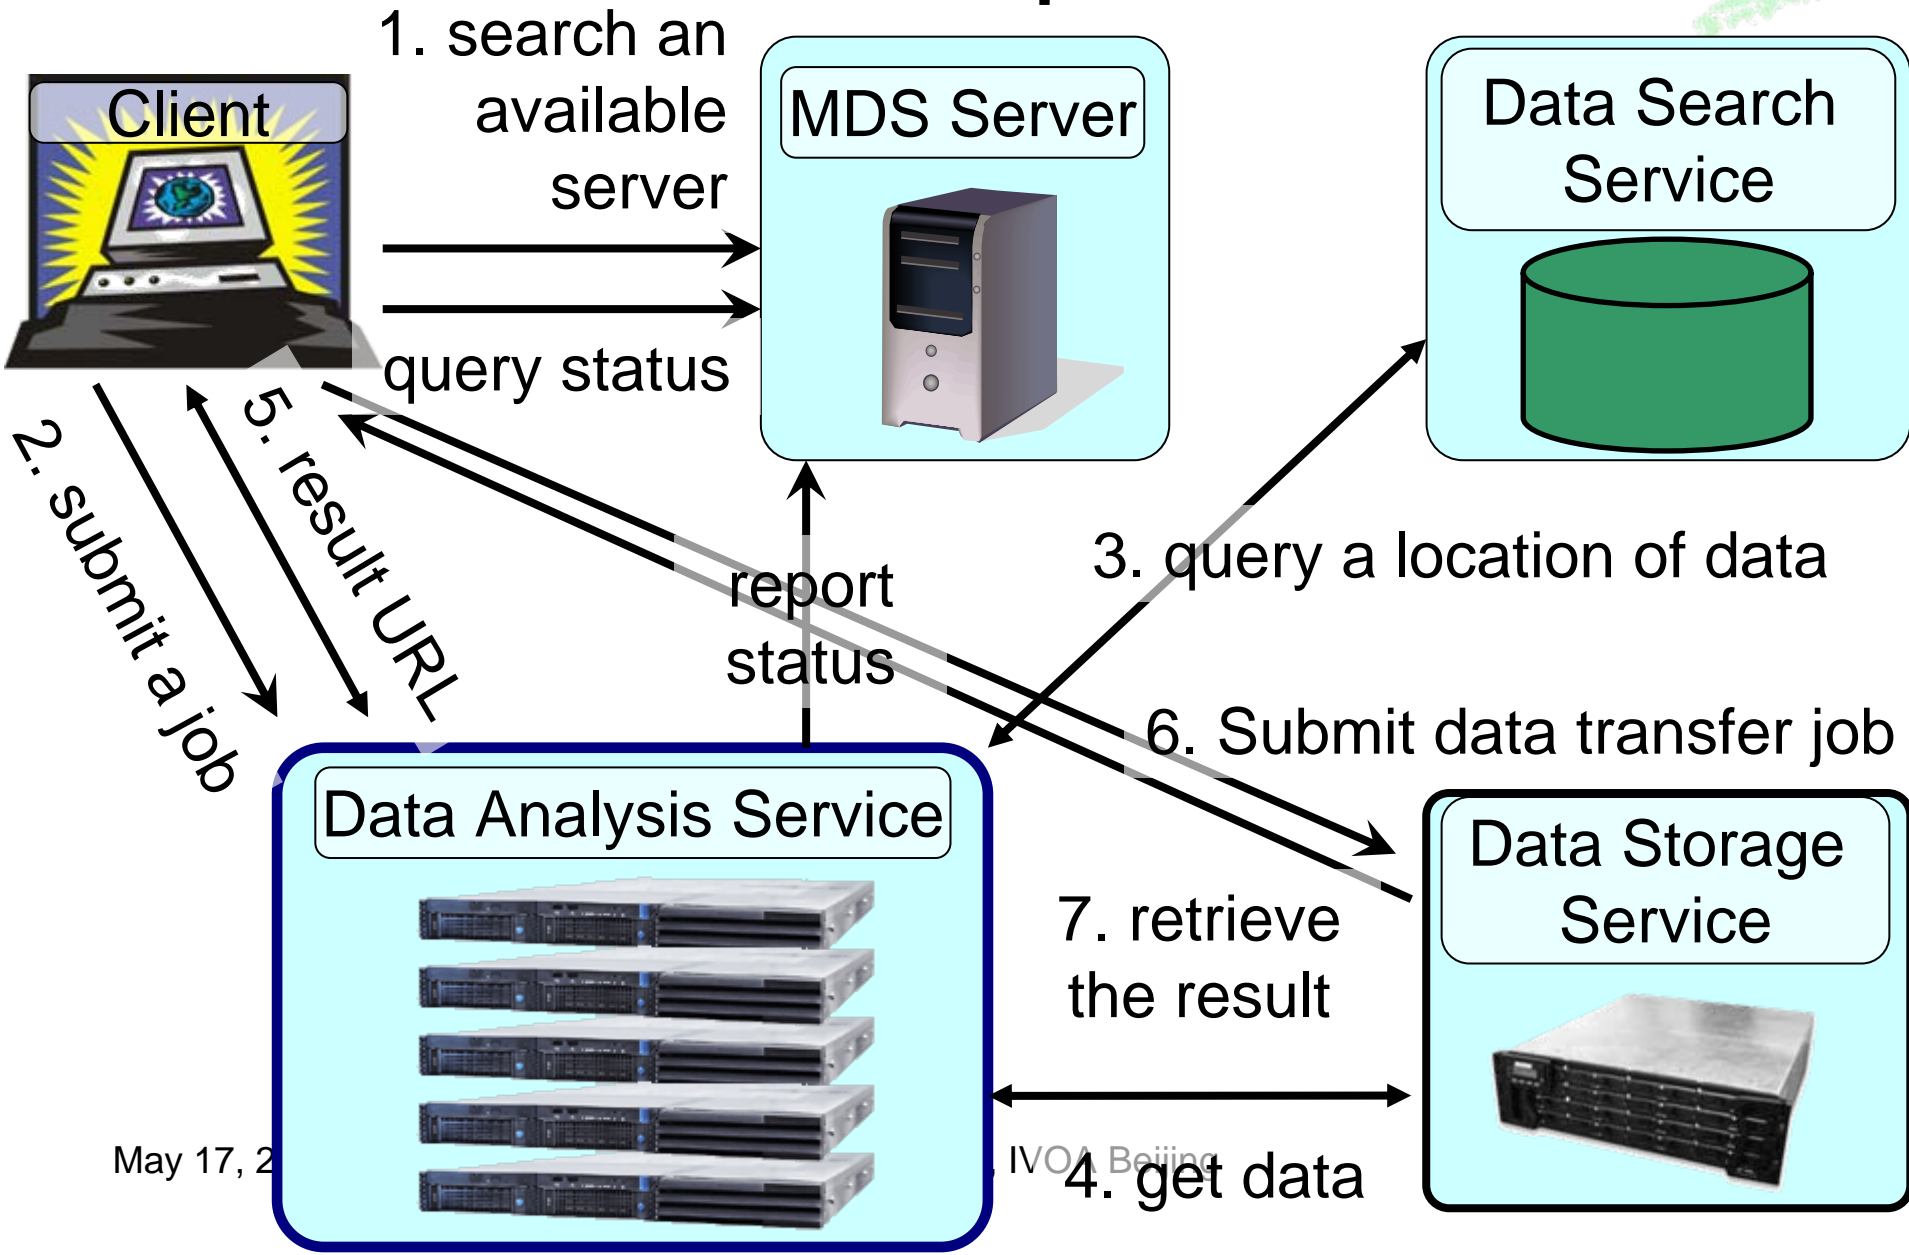 1. search an
available
server
Client
MDS Server
Data Search
Service
query status
2. submit a job
5. result URL
report
status
3. query a location of data
6. Submit data transfer job
Data Analysis Service
Data Storage
Service
7. retrieve
the result
4. get data
May 17, 2
, IVOA Beijing